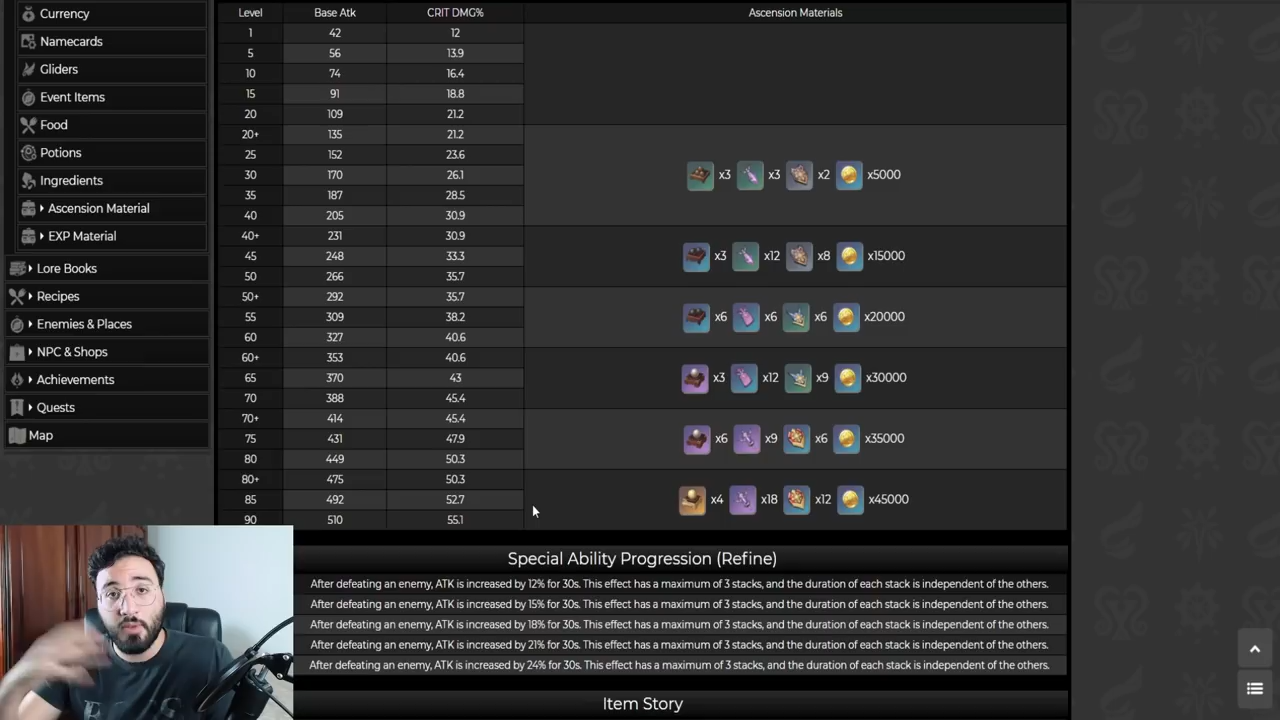 Currency
Namecards
Gliders
Event Items
Food
Potions
Ingredients
Ascension Material
EXP Material
Lore Books
Recipes
Enemies & Places
NPC & Shops
Achievements
Quests
Map
Level Base Atk CRIT DMG% Ascension Materials
1 42 12
5 56 13.9
10 74 16.4
15 91 18.8
20 109 21.2
20+ 135 21.2
25 152 23.6
30 170 26.1
x3 x3 x2 x5000
35 187 28.5
40 205 30.9
40+ 231 30.9
45 248 33.3
x3 x12 x8 x15000
50 266 35.7
50+ 292 35.7
55 309 38.2
x6 x6 x6 x20000
60 327 40.6
60+ 353 40.6
65 370 43
x3 x12 x9 x30000
70 388 45.4
70+ 414 45.4
75 431 47.9
x6 x9 x6 x35000
80 449 50.3
80+ 475 50.3
85 492 52.7
x4 x18 x12 x45000
90 510 55.1
Special Ability Progression (Refine)
After defeating an enemy, ATK is increased by 12% for 30s. This effect has a maximum of 3 stacks, and the duration of each stack is independent of the others.
After defeating an enemy, ATK is increased by 15% for 30s. This effect has a maximum of 3 stacks, and the duration of each stack is independent of the others.
After defeating an enemy, ATK is increased by 18% for 30s. This effect has a maximum of 3 stacks, and the duration of each stack is independent of the others.
After defeating an enemy, ATK is increased by 21% for 30s. This effect has a maximum of 3 stacks, and the duration of each stack is independent of the others.
After defeating an enemy, ATK is increased by 24% for 30s. This effect has a maximum of 3 stacks, and the duration of each stack is independent of the others.
Item Story